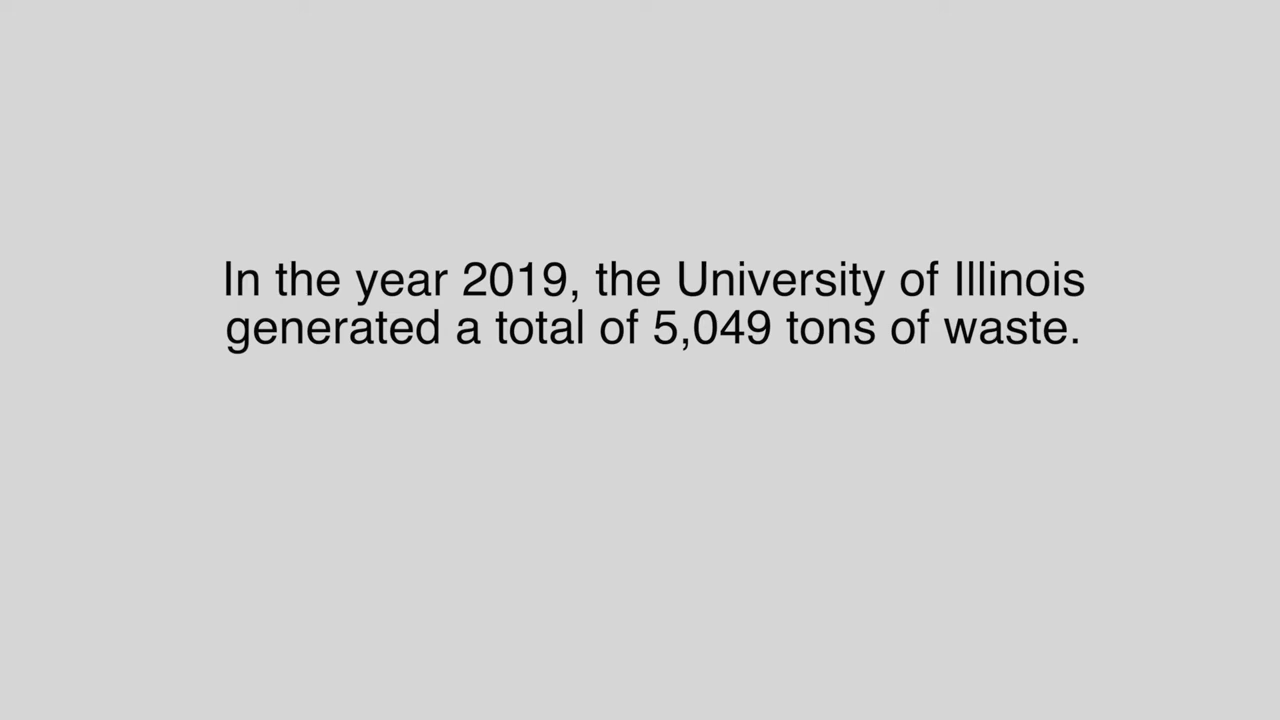 In the year 2019, the University of Illinois
generated a total of 5,049 tons of waste.